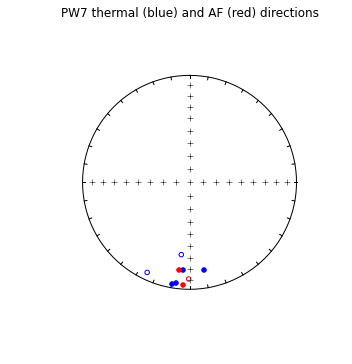 PW7 thermal (blue) and AF (red) directions